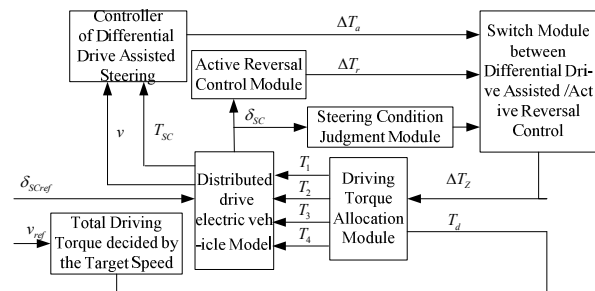 Controller
of Differential
Drive Assisted
Steering
ΔT_a
Switch Module
between
Differential Dri-
ve Assisted /Act
ive Reversal
Control
Active Reversal
Control Module
ΔT_r
v
T_SC
δ_SC
Steering Condition
Judgment Module
δ_SCref
Distributed
drive
electric veh
-icle Model
T_1
T_2
T_3
T_4
Driving
Torque
Allocation
Module
ΔT_Z
T_d
v_ref
Total Driving
Torque decided by
the Target Speed